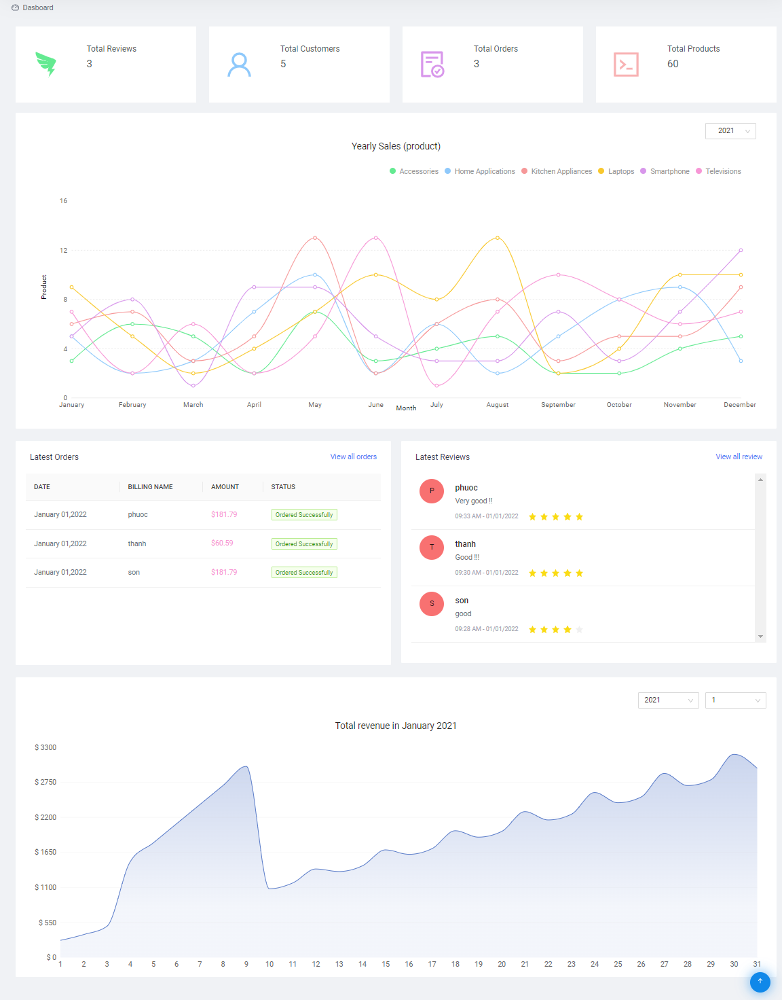 Dasboard
Total Reviews
3
Total Customers
5
Total Orders
3
Total Products
60
2021
Yearly Sales (product)
Accessories Home Applications Kitchen Appliances Laptops Smartphone Televisions
16
12
8
4
0
Product
January February March April May June July August September October November December
Month
Latest Orders View all orders
DATE BILLING NAME AMOUNT STATUS
January 01,2022 phuoc $181.79 Ordered Successfully
January 01,2022 thanh $60.59 Ordered Successfully
January 01,2022 son $181.79 Ordered Successfully
Latest Reviews View all review
P
phuoc
Very good !!
09:33 AM - 01/01/2022
T
thanh
Good !!!
09:30 AM - 01/01/2022
S
son
good
09:28 AM - 01/01/2022
2021 1
Total revenue in January 2021
$ 3300
$ 2750
$ 2200
$ 1650
$ 1100
$ 550
$ 0
1 2 3 4 5 6 7 8 9 10 11 12 13 14 15 16 17 18 19 20 21 22 23 24 25 26 27 28 29 30 31